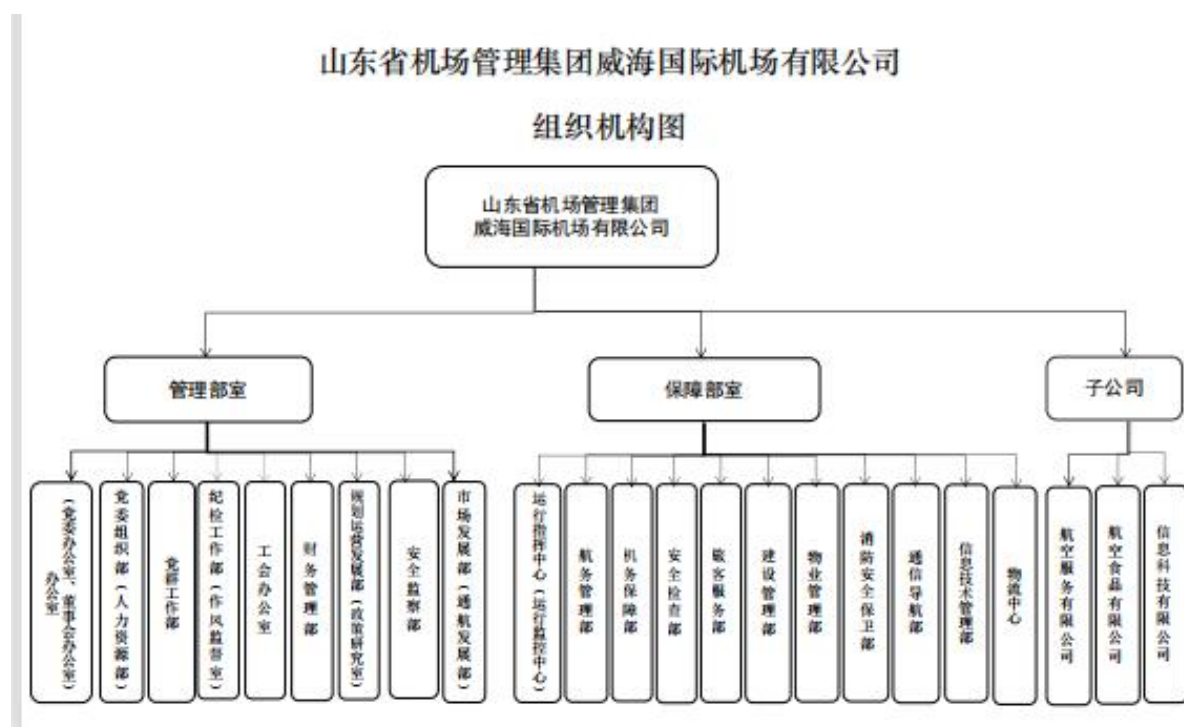 山东省机场管理集团威海国际机场有限公司
组织机构图
山东省机场管理集团
威海国际机场有限公司
管理部室
保障部室
子公司
办公室
（党委办公室、董事会办公室）
党委组织部（人力资源部）
党群工作部
纪检工作部（作风监督室）
工会办公室
财务管理部
规划运营发展部（政策研究室）
安全监察部
市场发展部（通航发展部）
运行指挥中心（运行监控中心）
航务管理部
机务保障部
安全检查部
旅客服务部
建设管理部
物业管理部
消防安全保卫部
通信导航部
信息技术管理部
物流中心
航空服务有限公司
航空食品有限公司
信息科技有限公司